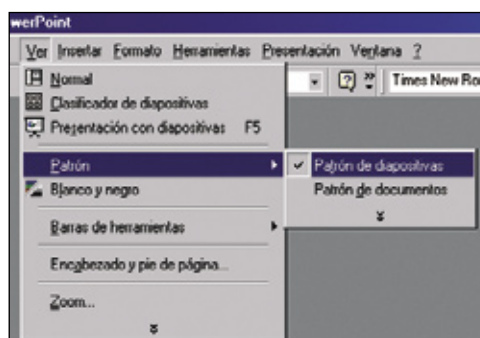 werPoint
Ver Insertar Formato Herramientas Presentación Ventana ?
Normal
Times New Ro
Clasificador de diapositivas
Presentación con diapositivas F5
Patrón
Patrón de diapositivas
Blanco y negro
Patrón de documentos
Barras de herramientas
Encabezado y pie de página...
Zoom...